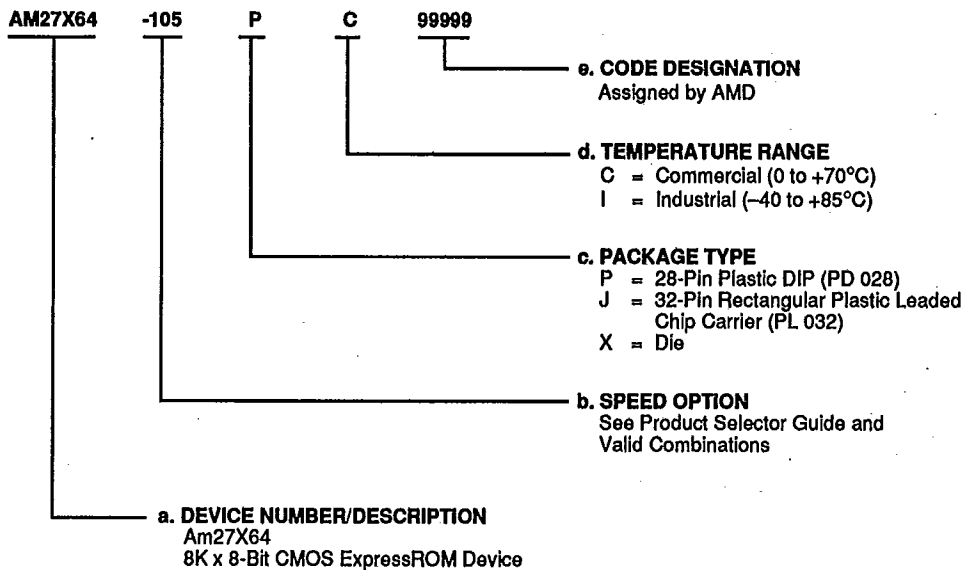 AM27X64 -105 P C 99999
e. CODE DESIGNATION
Assigned by AMD
d. TEMPERATURE RANGE
C = Commercial (0 to +70°C)
I = Industrial (–40 to +85°C)
c. PACKAGE TYPE
P = 28-Pin Plastic DIP (PD 028)
J = 32-Pin Rectangular Plastic Leaded
Chip Carrier (PL 032)
X = Die
b. SPEED OPTION
See Product Selector Guide and
Valid Combinations
a. DEVICE NUMBER/DESCRIPTION
Am27X64
8K x 8-Bit CMOS ExpressROM Device